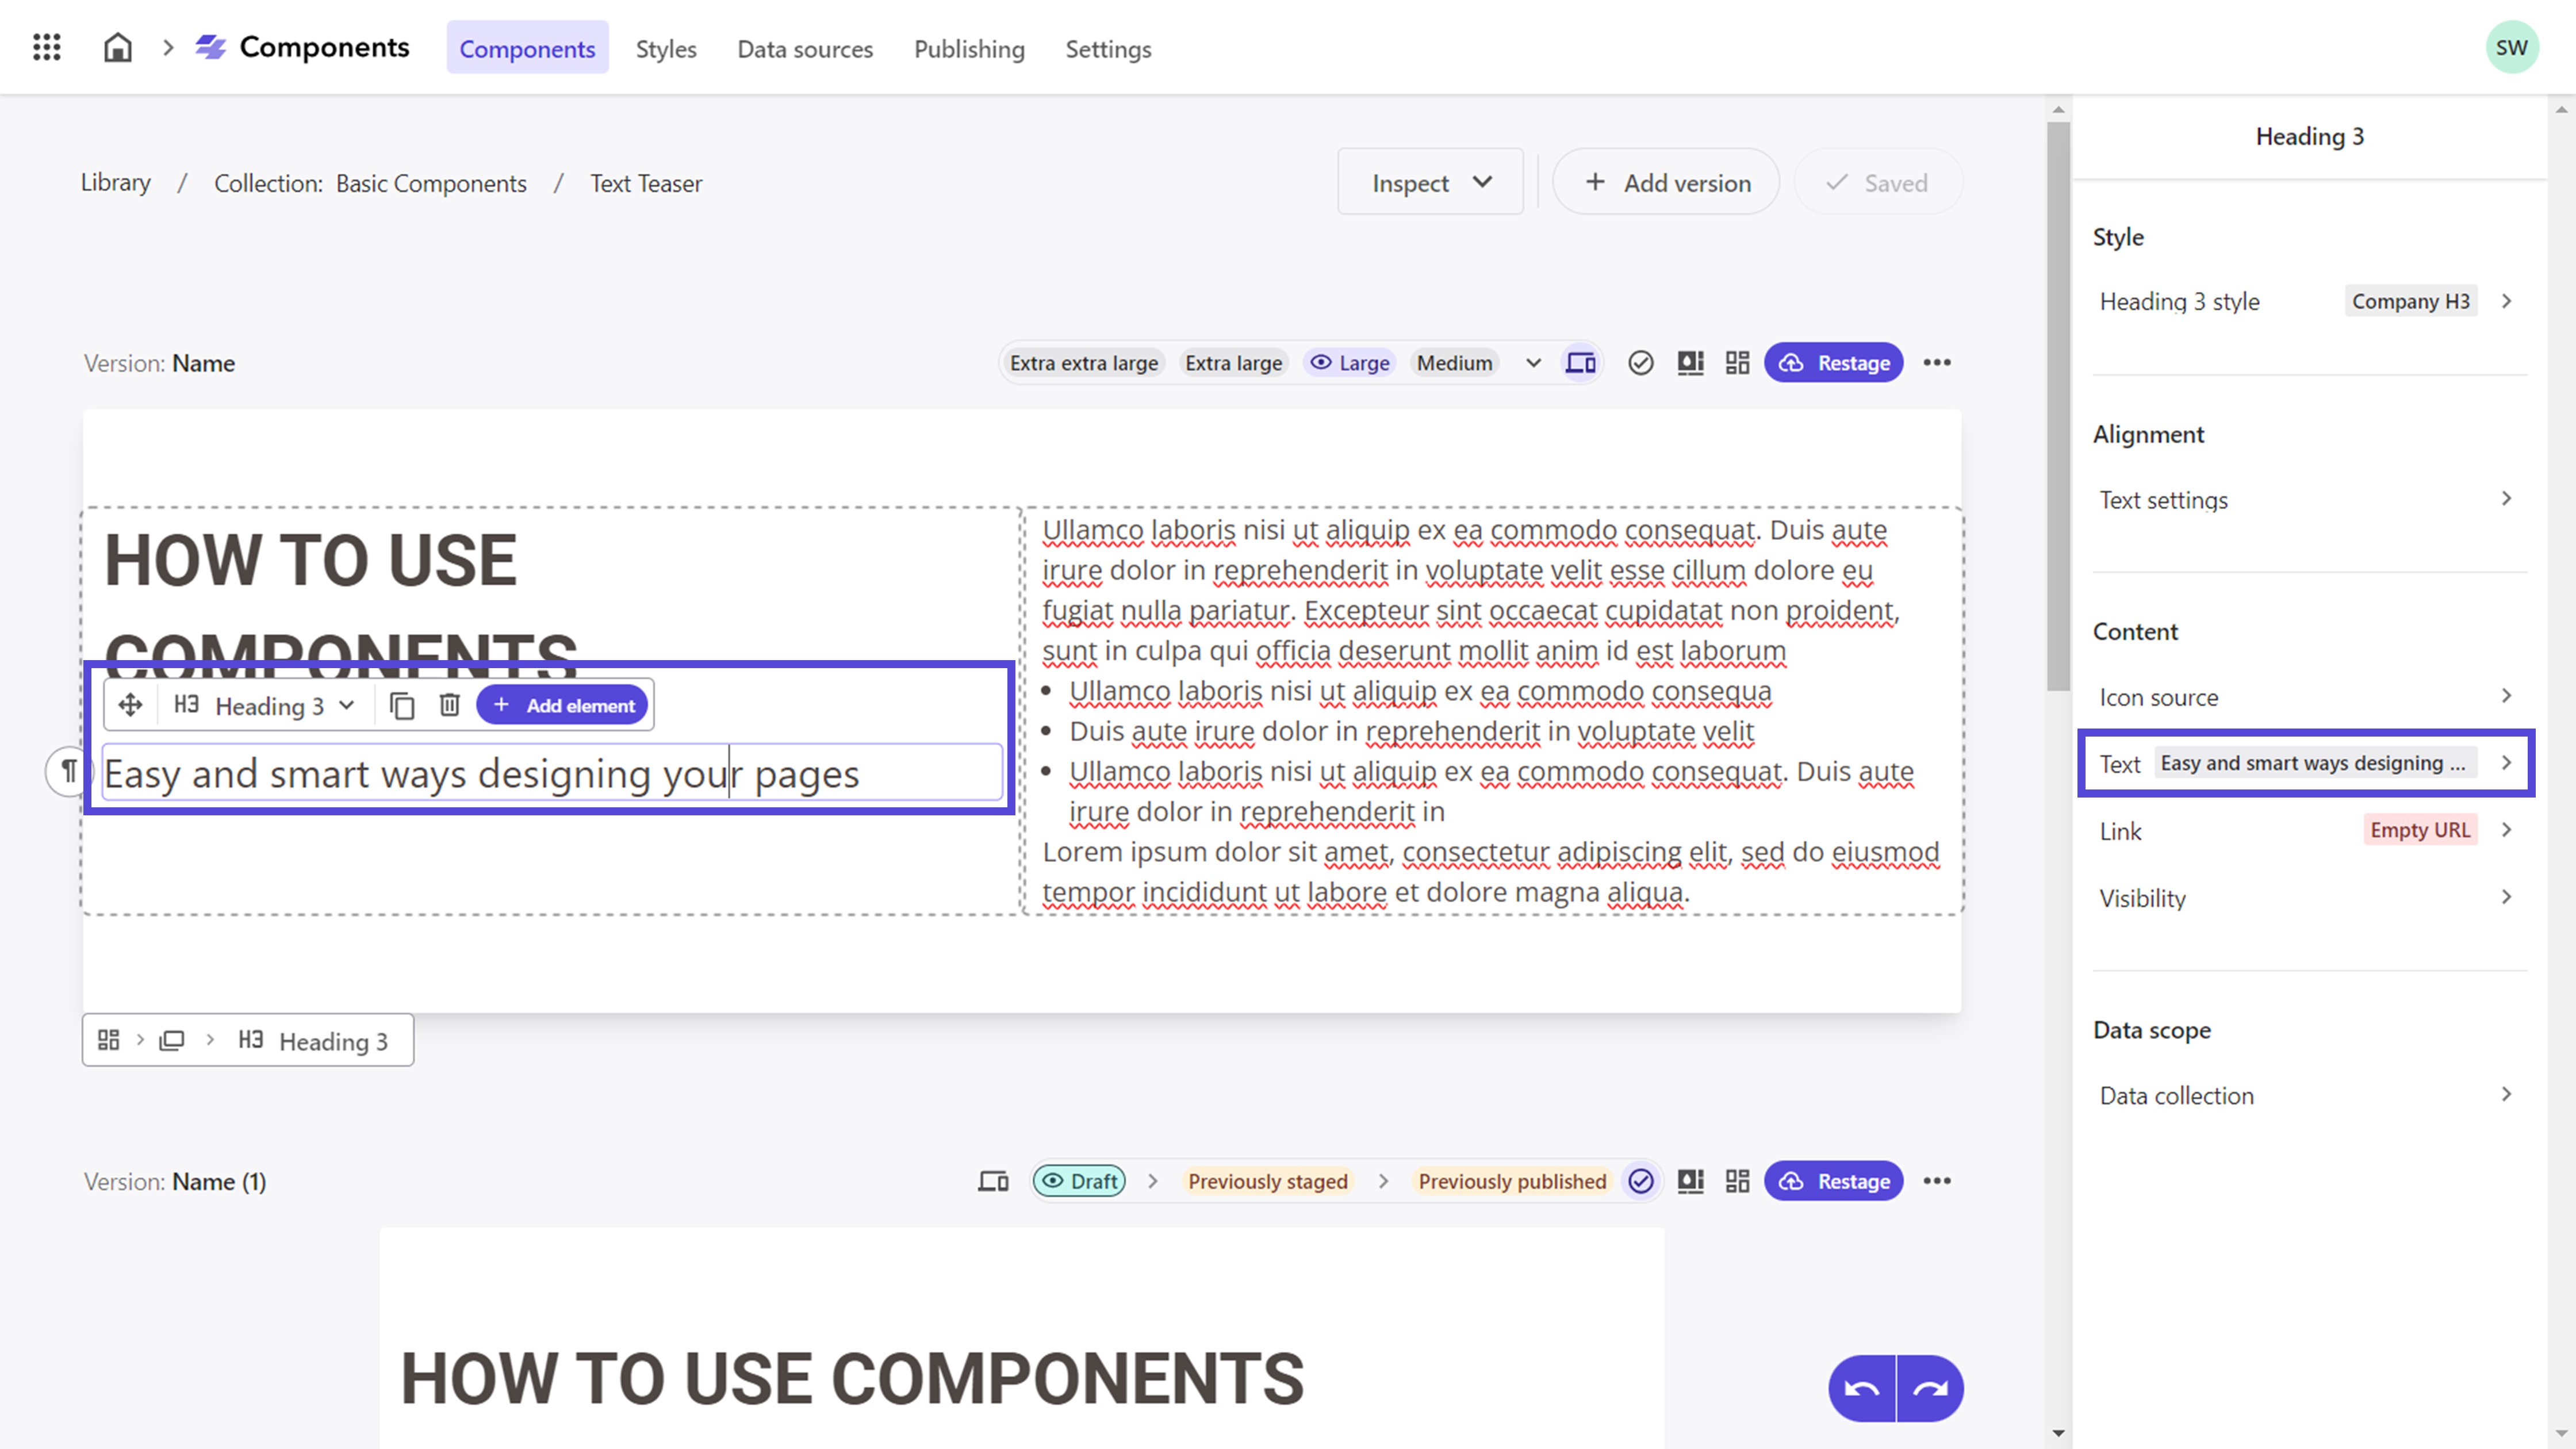 Components Components Styles Data sources Publishing Settings SW
Library / Collection: Basic Components / Text Teaser
Inspect + Add version Saved
Version: Name
Extra extra large Extra large Large Medium Restage
HOW TO USE
COMPONENTS
H3 Heading 3 + Add element
¶ Easy and smart ways designing your pages
Ullamco laboris nisi ut aliquip ex ea commodo consequat. Duis aute
irure dolor in reprehenderit in voluptate velit esse cillum dolore eu
fugiat nulla pariatur. Excepteur sint occaecat cupidatat non proident,
sunt in culpa qui officia deserunt mollit anim id est laborum
• Ullamco laboris nisi ut aliquip ex ea commodo consequa
• Duis aute irure dolor in reprehenderit in voluptate velit
• Ullamco laboris nisi ut aliquip ex ea commodo consequat. Duis aute
irure dolor in reprehenderit in
Lorem ipsum dolor sit amet, consectetur adipiscing elit, sed do eiusmod
tempor incididunt ut labore et dolore magna aliqua.
H3 Heading 3
Version: Name (1)
Draft Previously staged Previously published Restage
HOW TO USE COMPONENTS
Heading 3
Style
Heading 3 style Company H3
Alignment
Text settings
Content
Icon source
Text Easy and smart ways designing ...
Link Empty URL
Visibility
Data scope
Data collection